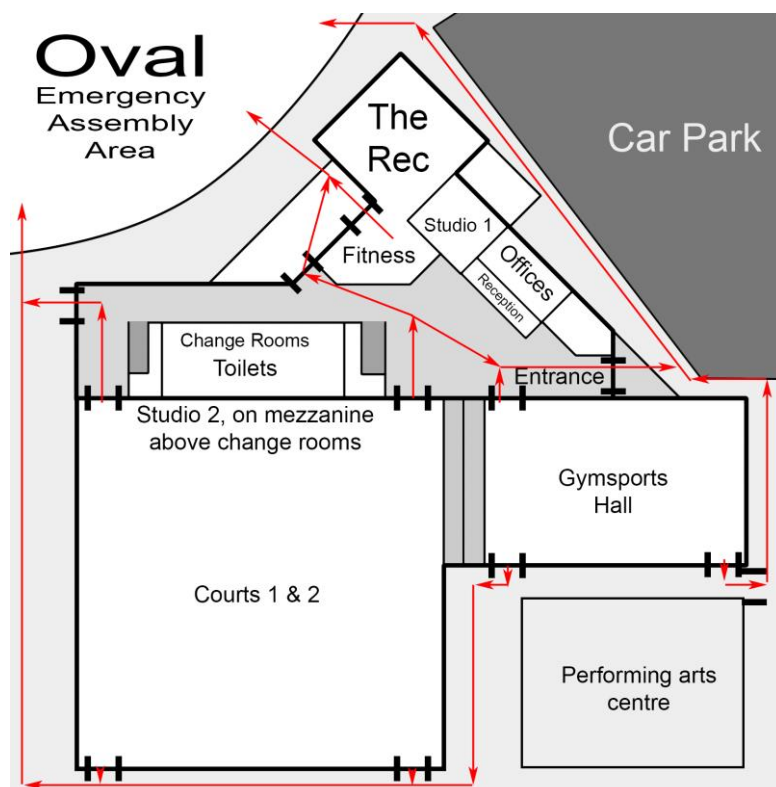 Oval
Emergency
Assembly
Area
The
Rec
Car Park
Studio 1
Fitness
Offices
Reception
Change Rooms
Toilets
Entrance
Studio 2, on mezzanine
above change rooms
Gymsports
Hall
Courts 1 & 2
Performing arts
centre